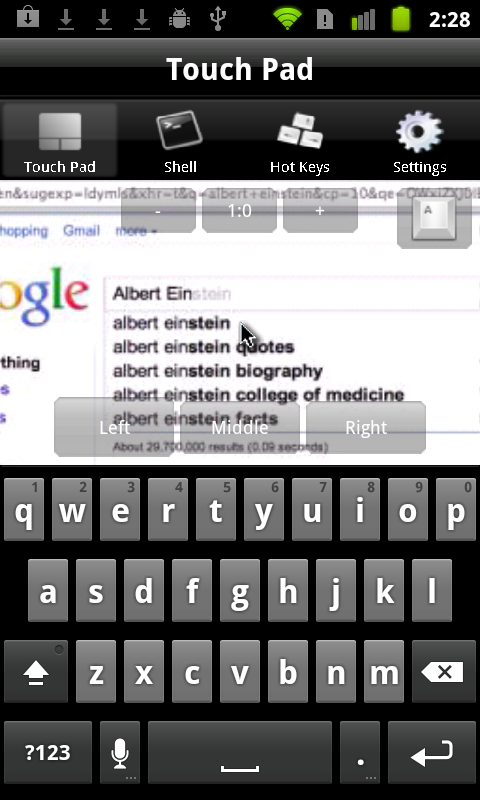 2:28
Touch Pad
Touch Pad Shell Hot Keys Settings
en&sugexp=ldymls&xhr=t&q=albert+einstein&cp=10&qe=
- 1:0 + A
hopping Gmail more
ogle
Albert Einstein
albert einstein
albert einstein quotes
thing
albert einstein biography
s
albert einstein college of medicine
s
albert einstein facts
Left Middle Right
About 29,700,000 results (0.09 seconds)
1 2 3 4 5 6 7 8 9 0
q w e r t y u i o p
a s d f g h j k l
z x c v b n m
?123 ... . ...